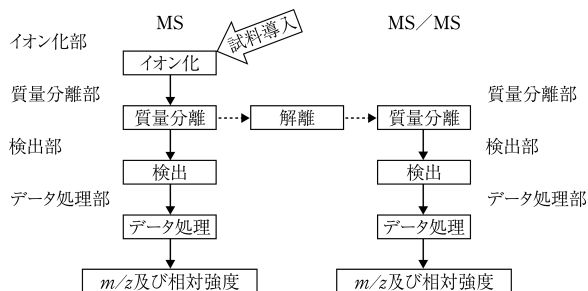 MS
MS／MS
試料導入
イオン化部
イオン化
質量分離部
質量分離
解離
質量分離
質量分離部
検出部
検出
検出
検出部
データ処理部
データ処理
データ処理
データ処理部
m/z及び相対強度
m/z及び相対強度